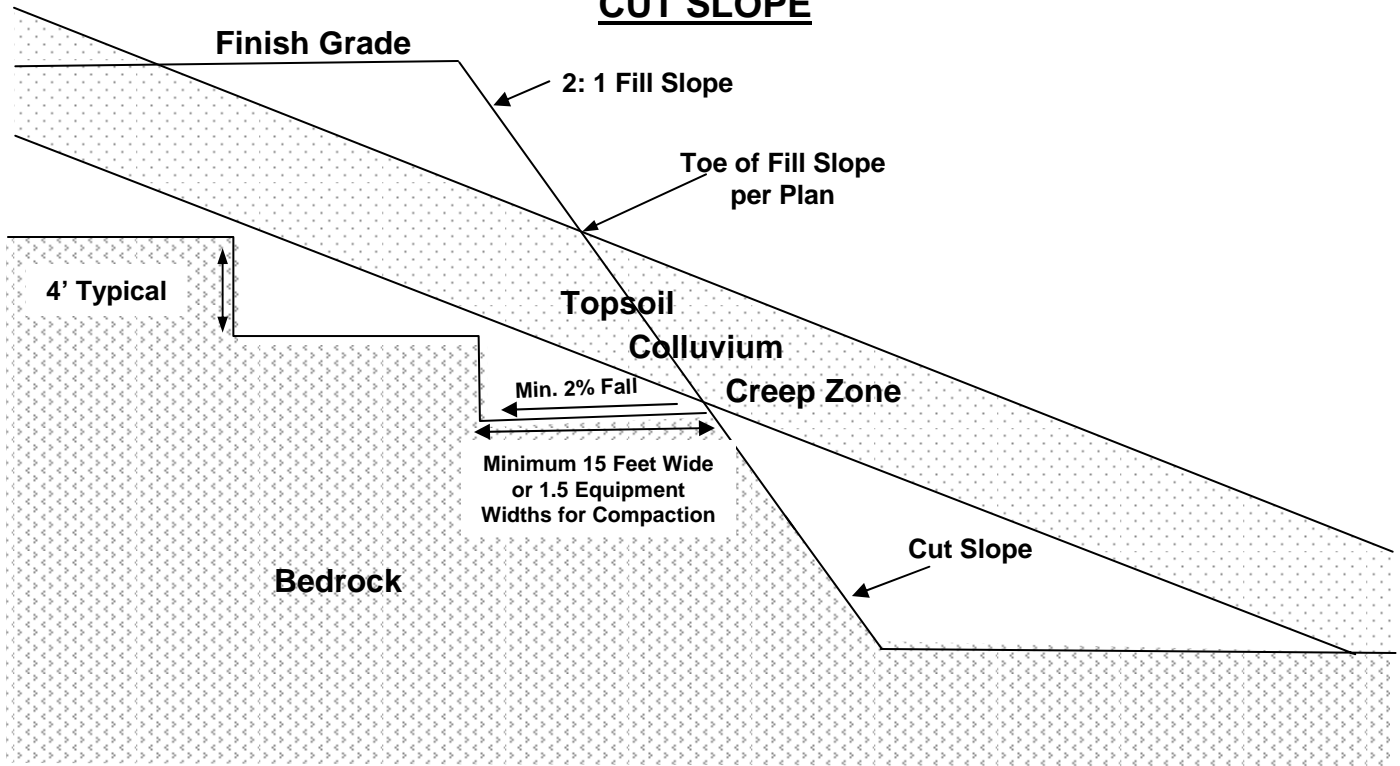 CUT SLOPE
Finish Grade
2: 1 Fill Slope
Toe of Fill Slope
per Plan
4’ Typical
Topsoil
Colluvium
Creep Zone
Min. 2% Fall
Minimum 15 Feet Wide
or 1.5 Equipment
Widths for Compaction
Cut Slope
Bedrock